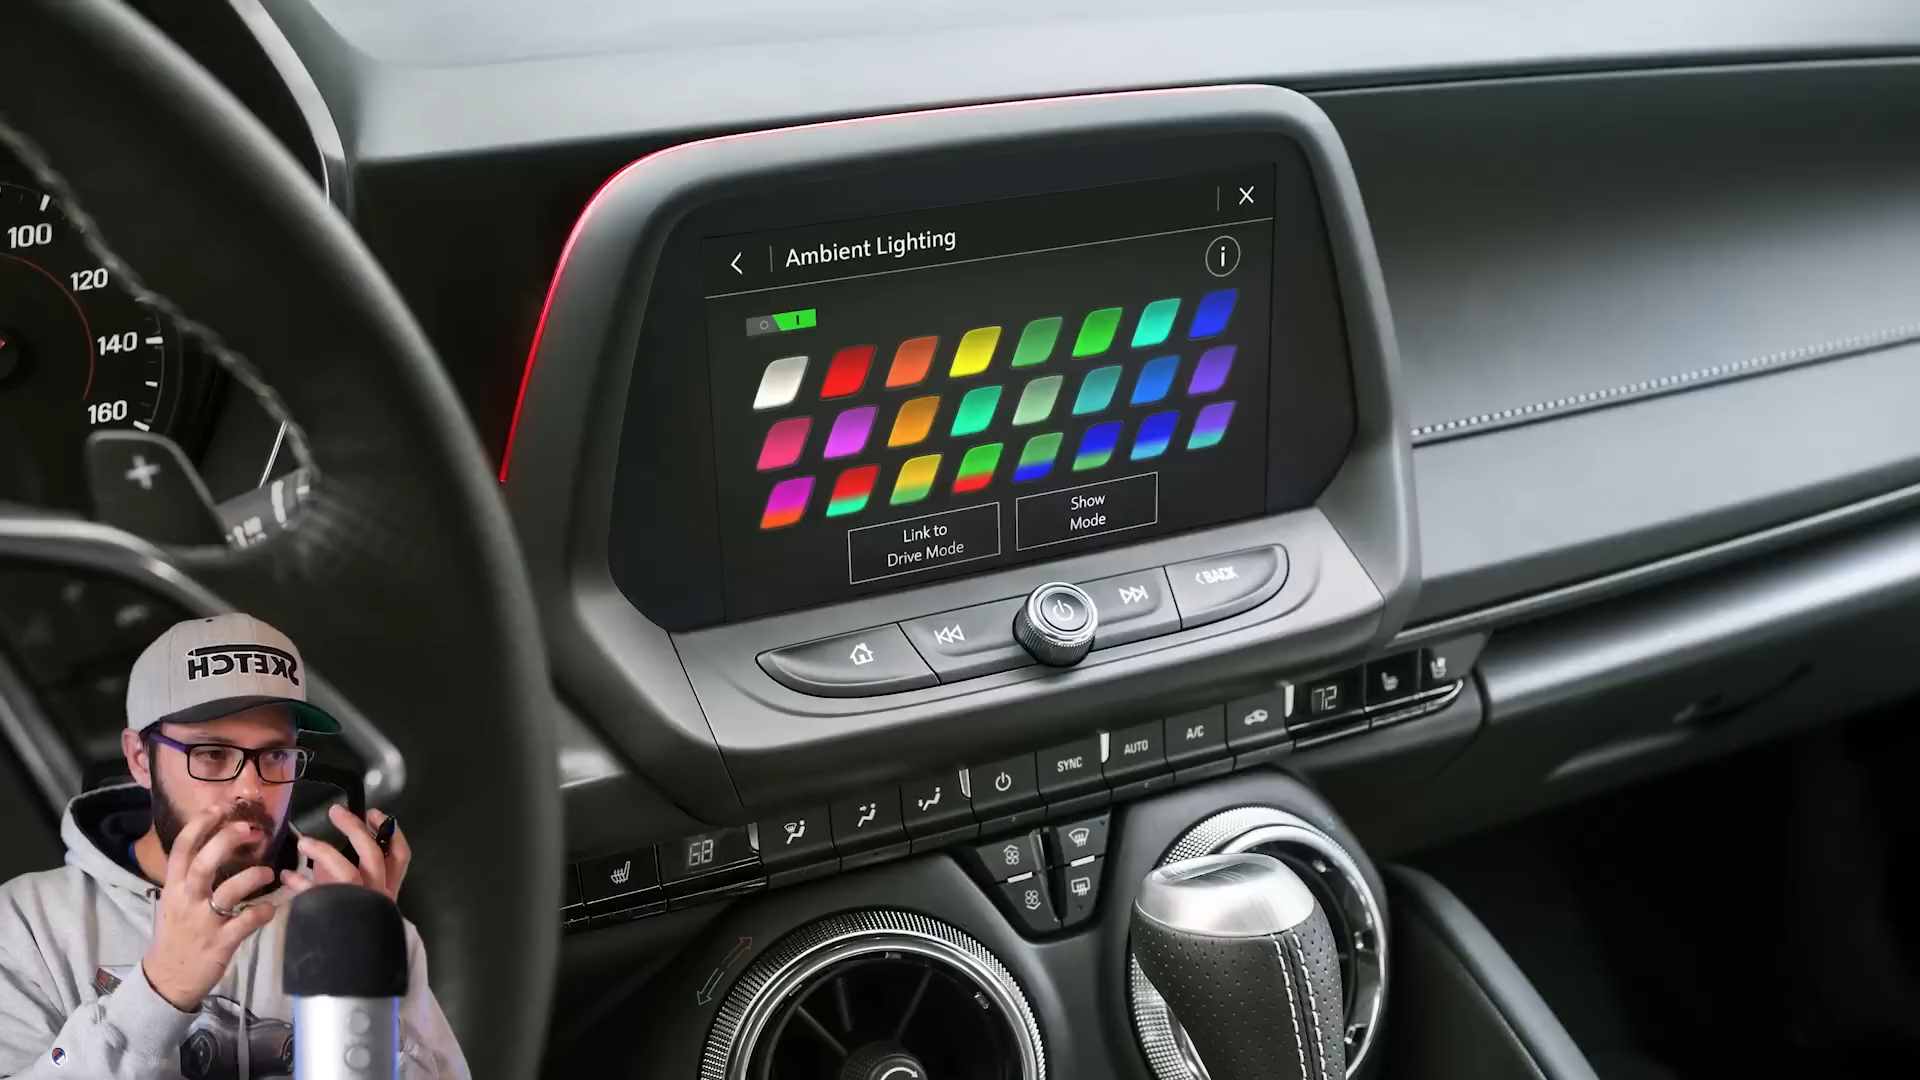 100
120
140
160
Ambient Lighting
i
Link to
Drive Mode
Show
Mode
< BACK
SKETCH
68
SYNC
AUTO
A/C
72